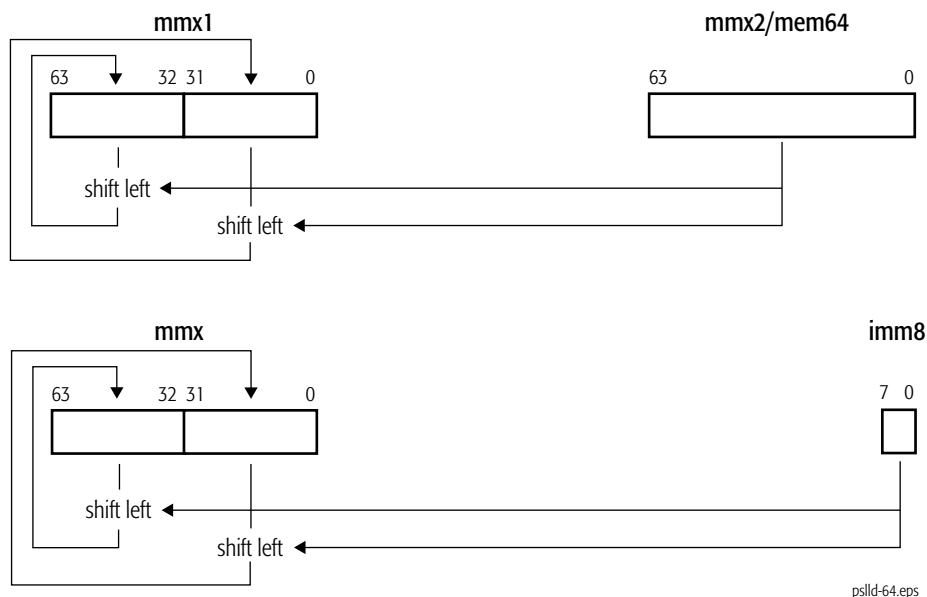 mmx1 mmx2/mem64
63 32 31 0 63 0
shift left
shift left
mmx imm8
63 32 31 0 7 0
shift left
shift left
pslld-64.eps